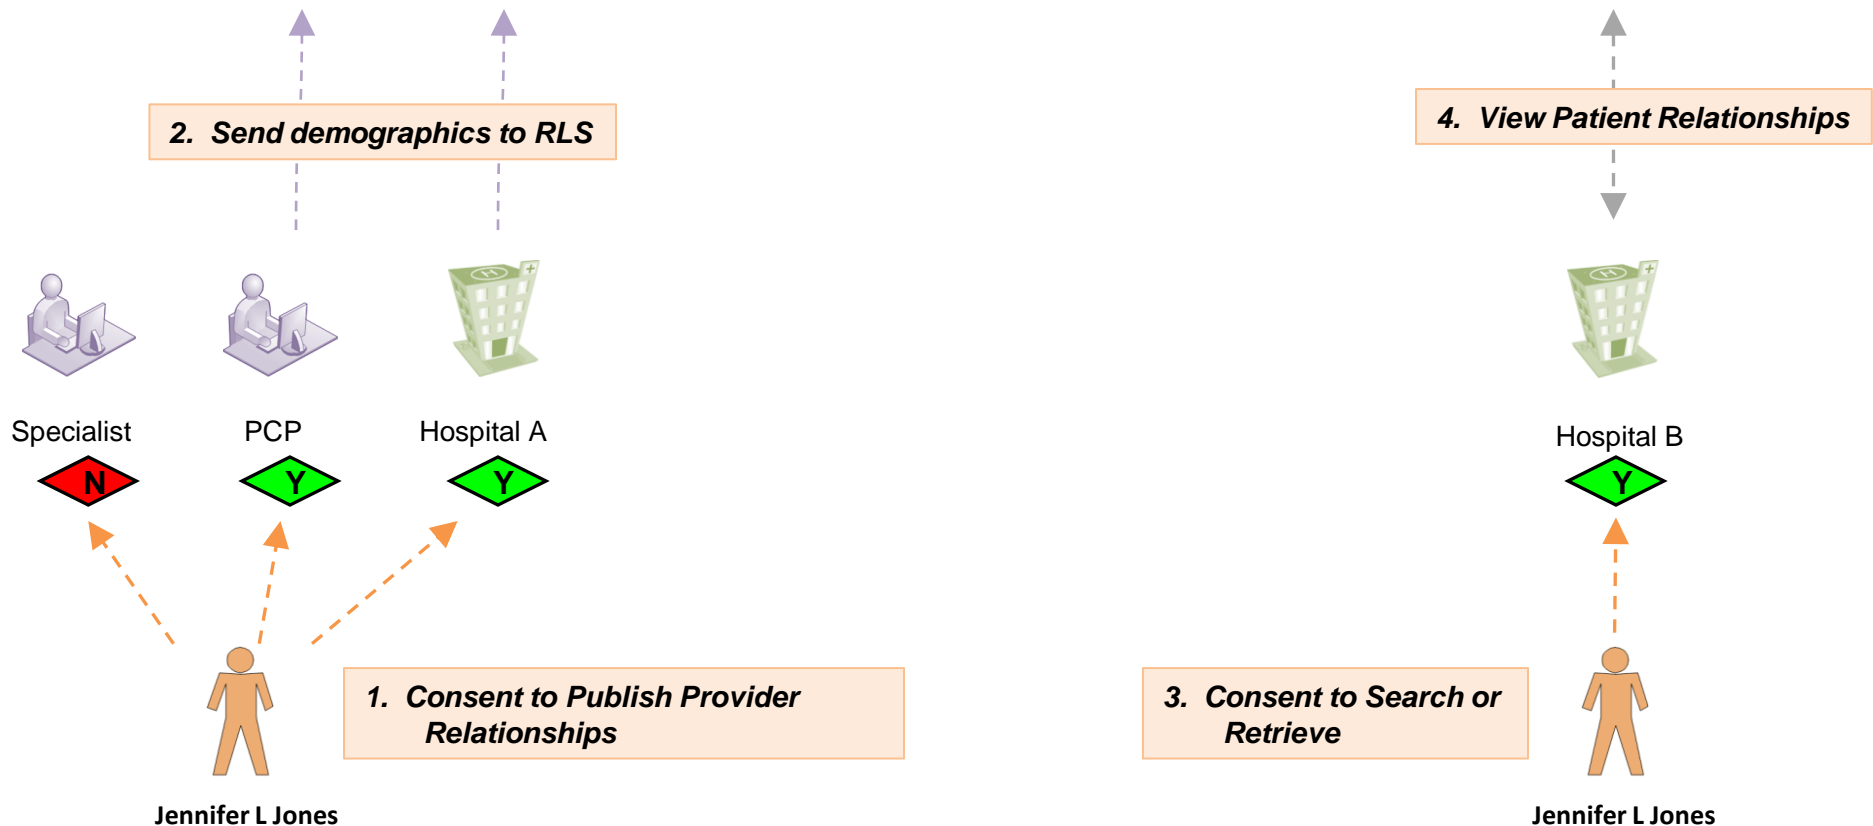 2. Send demographics to RLS
4. View Patient Relationships
H
+
H
+
Specialist
PCP
Hospital A
Hospital B
N
Y
Y
Y
1. Consent to Publish Provider
Relationships
3. Consent to Search or
Retrieve
Jennifer L Jones
Jennifer L Jones